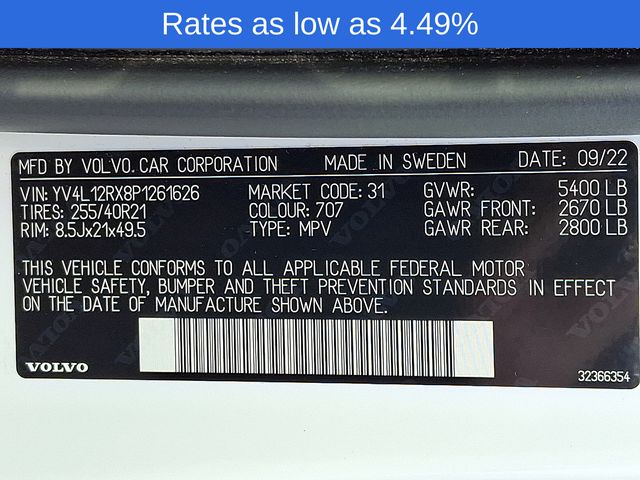 Rates as low as 4.49%
MFD BY VOLVO.CAR CORPORATION MADE IN SWEDEN DATE: 09/22
VIN: YV4L12RX8P1261626 MARKET CODE: 31 GVWR: 5400 LB
TIRES: 255/40R21 COLOUR: 707 GAWR FRONT: 2670 LB
RIM: 8.5Jx21x49.5 TYPE: MPV GAWR REAR: 2800 LB
THIS VEHICLE CONFORMS TO ALL APPLICABLE FEDERAL MOTOR
VEHICLE SAFETY, BUMPER AND THEFT PREVENTION STANDARDS IN EFFECT
ON THE DATE OF MANUFACTURE SHOWN ABOVE.
VOLVO 32366354